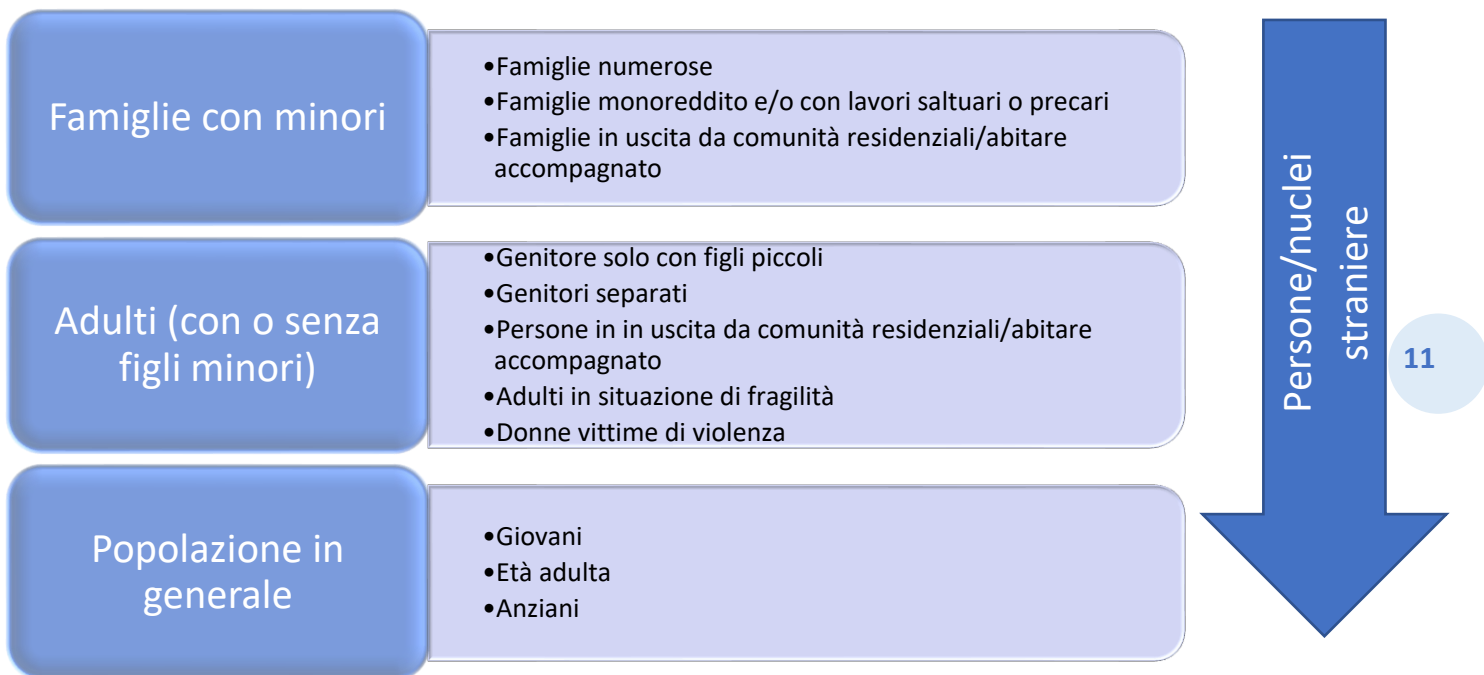 Famiglie con minori
•Famiglie numerose
•Famiglie monoreddito e/o con lavori saltuari o precari
•Famiglie in uscita da comunità residenziali/abitare
accompagnato
Adulti (con o senza
figli minori)
•Genitore solo con figli piccoli
•Genitori separati
•Persone in in uscita da comunità residenziali/abitare
accompagnato
•Adulti in situazione di fragilità
•Donne vittime di violenza
Popolazione in
generale
•Giovani
•Età adulta
•Anziani
Persone/nuclei
straniere
11